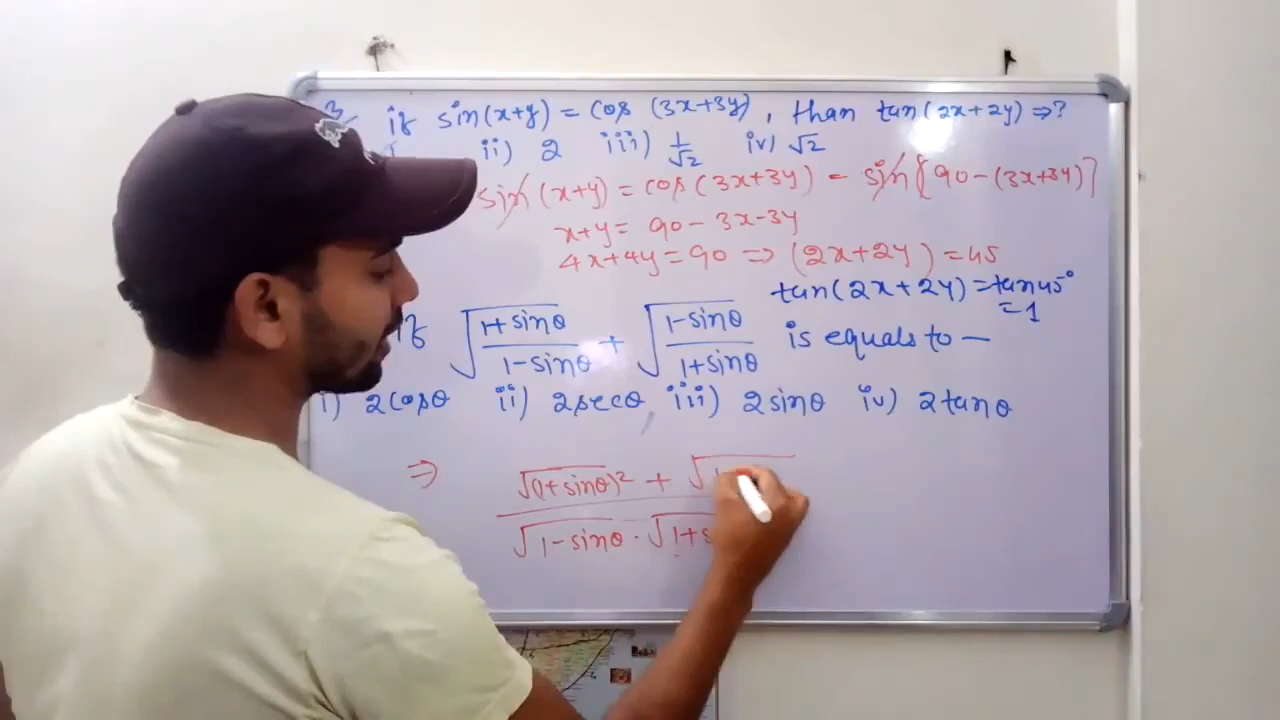 3 if sin(x+y) = cos (3x+3y), than tan(2x+2y) ⇒?
ii) 2 iii) 1/√2 iv) √2
sin (x+y) = cos (3x+3y) = sin [90 - (3x+3y)]
x+y = 90 - 3x-3y
4x+4y = 90 ⇒ (2x+2y) = 45
tan(2x+2y) = tan45°
= 1
if √((1+sinθ)/(1-sinθ)) + √((1-sinθ)/(1+sinθ)) is equals to —
i) 2cosθ ii) 2secθ, iii) 2sinθ iv) 2tanθ
⇒ √(1+sinθ)² + √1
√1-sinθ · √1+s